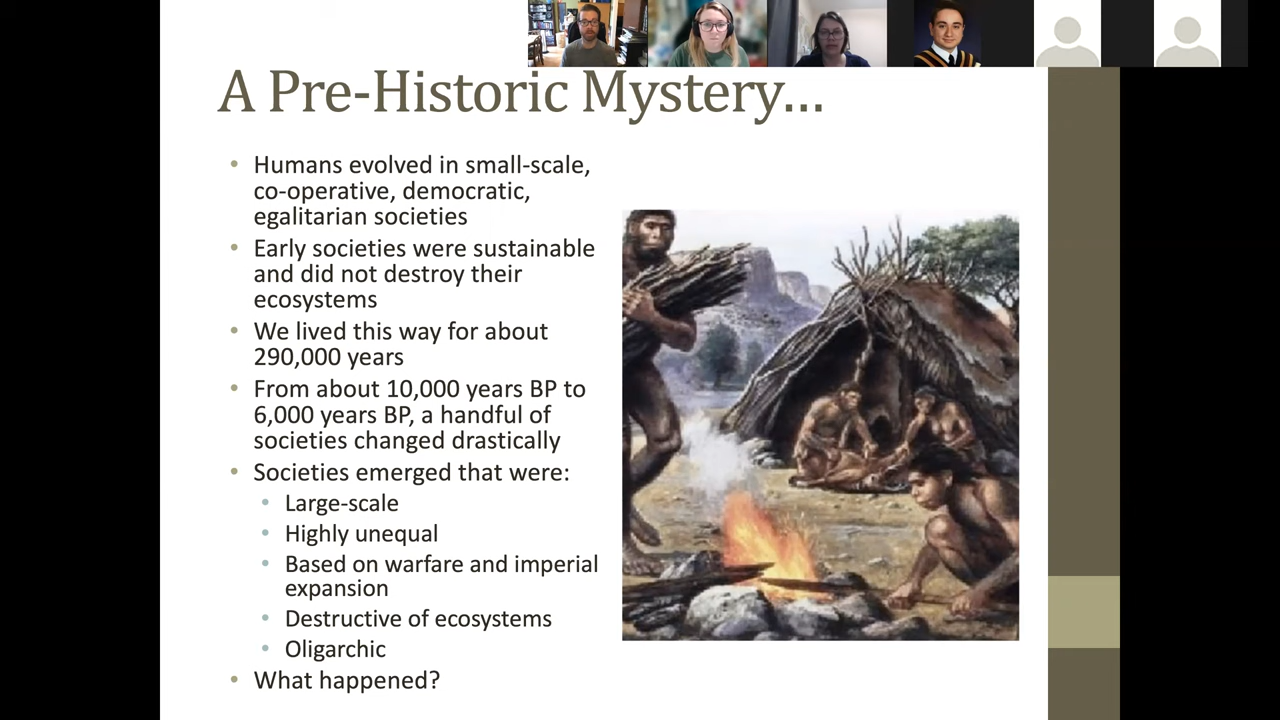 A Pre-Historic Mystery...
• Humans evolved in small-scale,
co-operative, democratic,
egalitarian societies
• Early societies were sustainable
and did not destroy their
ecosystems
• We lived this way for about
290,000 years
• From about 10,000 years BP to
6,000 years BP, a handful of
societies changed drastically
• Societies emerged that were:
• Large-scale
• Highly unequal
• Based on warfare and imperial
expansion
• Destructive of ecosystems
• Oligarchic
• What happened?